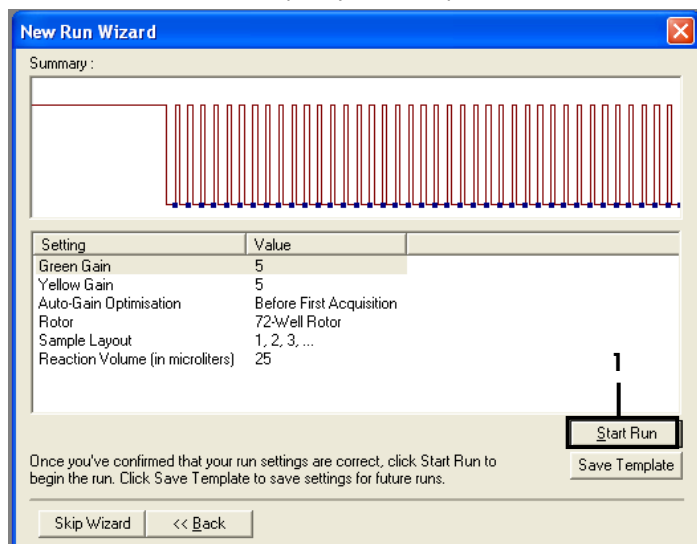 New Run Wizard
Summary :
Setting Value
Green Gain 5
Yellow Gain 5
Auto-Gain Optimisation Before First Acquisition
Rotor 72-Well Rotor
Sample Layout 1, 2, 3, ...
Reaction Volume (in microliters) 25
1
Start Run
Once you've confirmed that your run settings are correct, click Start Run to
begin the run. Click Save Template to save settings for future runs.
Save Template
Skip Wizard << Back